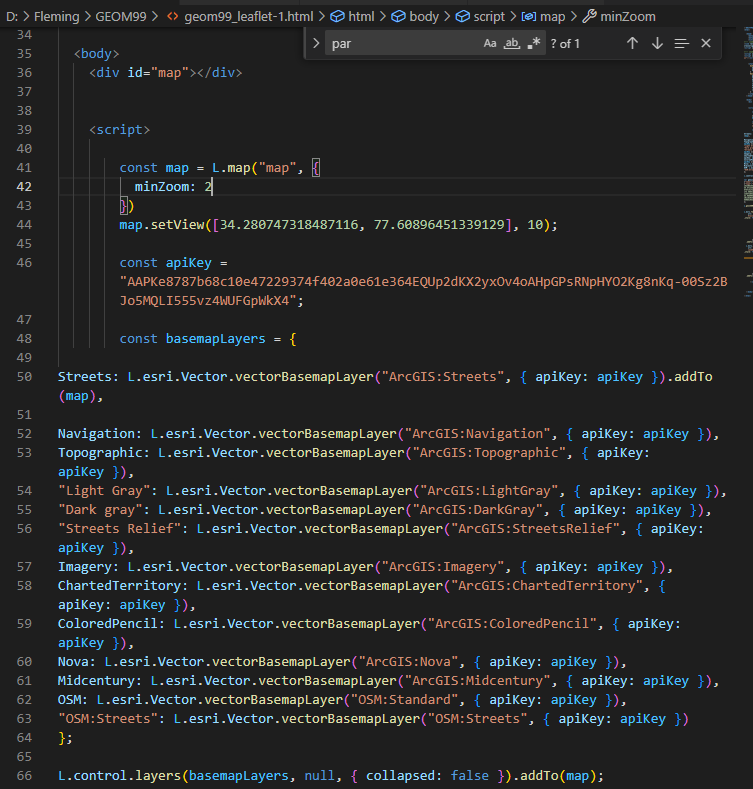 D: > Fleming > GEOM99 > <> geom99_leaflet-1.html > html > body > script > map > minZoom
par
Aa ab .* ? of 1
34
35 <body>
36 <div id="map"></div>
37
38
39 <script>
40
41 const map = L.map("map", {
42 minZoom: 2
43 })
44 map.setView([34.280747318487116, 77.60896451339129], 10);
45
46 const apiKey =
"AAPKe8787b68c10e47229374f402a0e61e364EQUp2dKX2yxOv4oAHpGPsRNpHYO2Kg8nKq-00Sz2B
Jo5MQLI555vz4WUFGpWkX4";
47
48 const basemapLayers = {
49
50 Streets: L.esri.Vector.vectorBasemapLayer("ArcGIS:Streets", { apiKey: apiKey }).addTo
(map),
51
52 Navigation: L.esri.Vector.vectorBasemapLayer("ArcGIS:Navigation", { apiKey: apiKey }),
53 Topographic: L.esri.Vector.vectorBasemapLayer("ArcGIS:Topographic", { apiKey:
apiKey }),
54 "Light Gray": L.esri.Vector.vectorBasemapLayer("ArcGIS:LightGray", { apiKey: apiKey }),
55 "Dark gray": L.esri.Vector.vectorBasemapLayer("ArcGIS:DarkGray", { apiKey: apiKey }),
56 "Streets Relief": L.esri.Vector.vectorBasemapLayer("ArcGIS:StreetsRelief", { apiKey:
apiKey }),
57 Imagery: L.esri.Vector.vectorBasemapLayer("ArcGIS:Imagery", { apiKey: apiKey }),
58 ChartedTerritory: L.esri.Vector.vectorBasemapLayer("ArcGIS:ChartedTerritory", {
apiKey: apiKey }),
59 ColoredPencil: L.esri.Vector.vectorBasemapLayer("ArcGIS:ColoredPencil", { apiKey:
apiKey }),
60 Nova: L.esri.Vector.vectorBasemapLayer("ArcGIS:Nova", { apiKey: apiKey }),
61 Midcentury: L.esri.Vector.vectorBasemapLayer("ArcGIS:Midcentury", { apiKey: apiKey }),
62 OSM: L.esri.Vector.vectorBasemapLayer("OSM:Standard", { apiKey: apiKey }),
63 "OSM:Streets": L.esri.Vector.vectorBasemapLayer("OSM:Streets", { apiKey: apiKey })
64 };
65
66 L.control.layers(basemapLayers, null, { collapsed: false }).addTo(map);